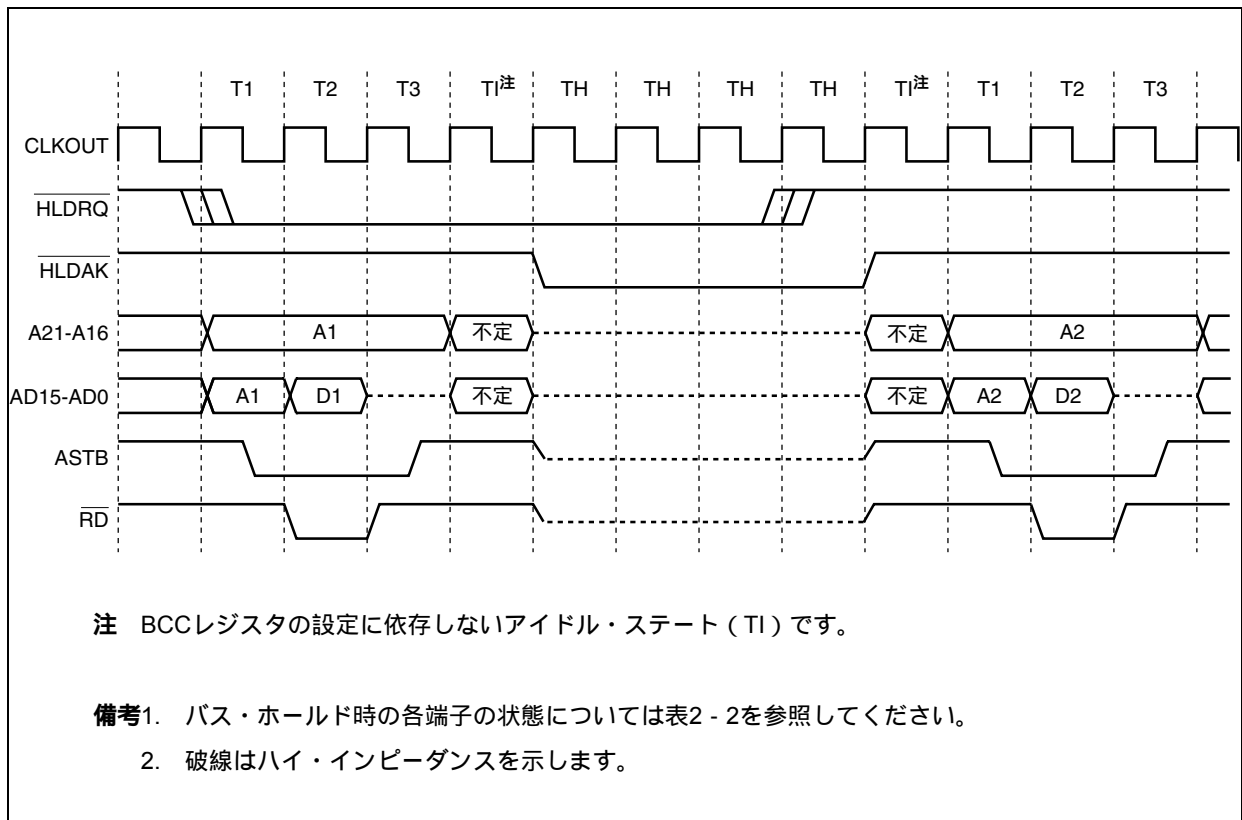 T1 T2 T3 TI注 TH TH TH TH TI注 T1 T2 T3
CLKOUT
HLDRQ
HLDAK
A21-A16 A1 不定 不定 A2
AD15-AD0 A1 D1 不定 不定 A2 D2
ASTB
RD
注 BCCレジスタの設定に依存しないアイドル・ステート（TI）です。
備考1. バス・ホールド時の各端子の状態については表2-2を参照してください。
2. 破線はハイ・インピーダンスを示します。